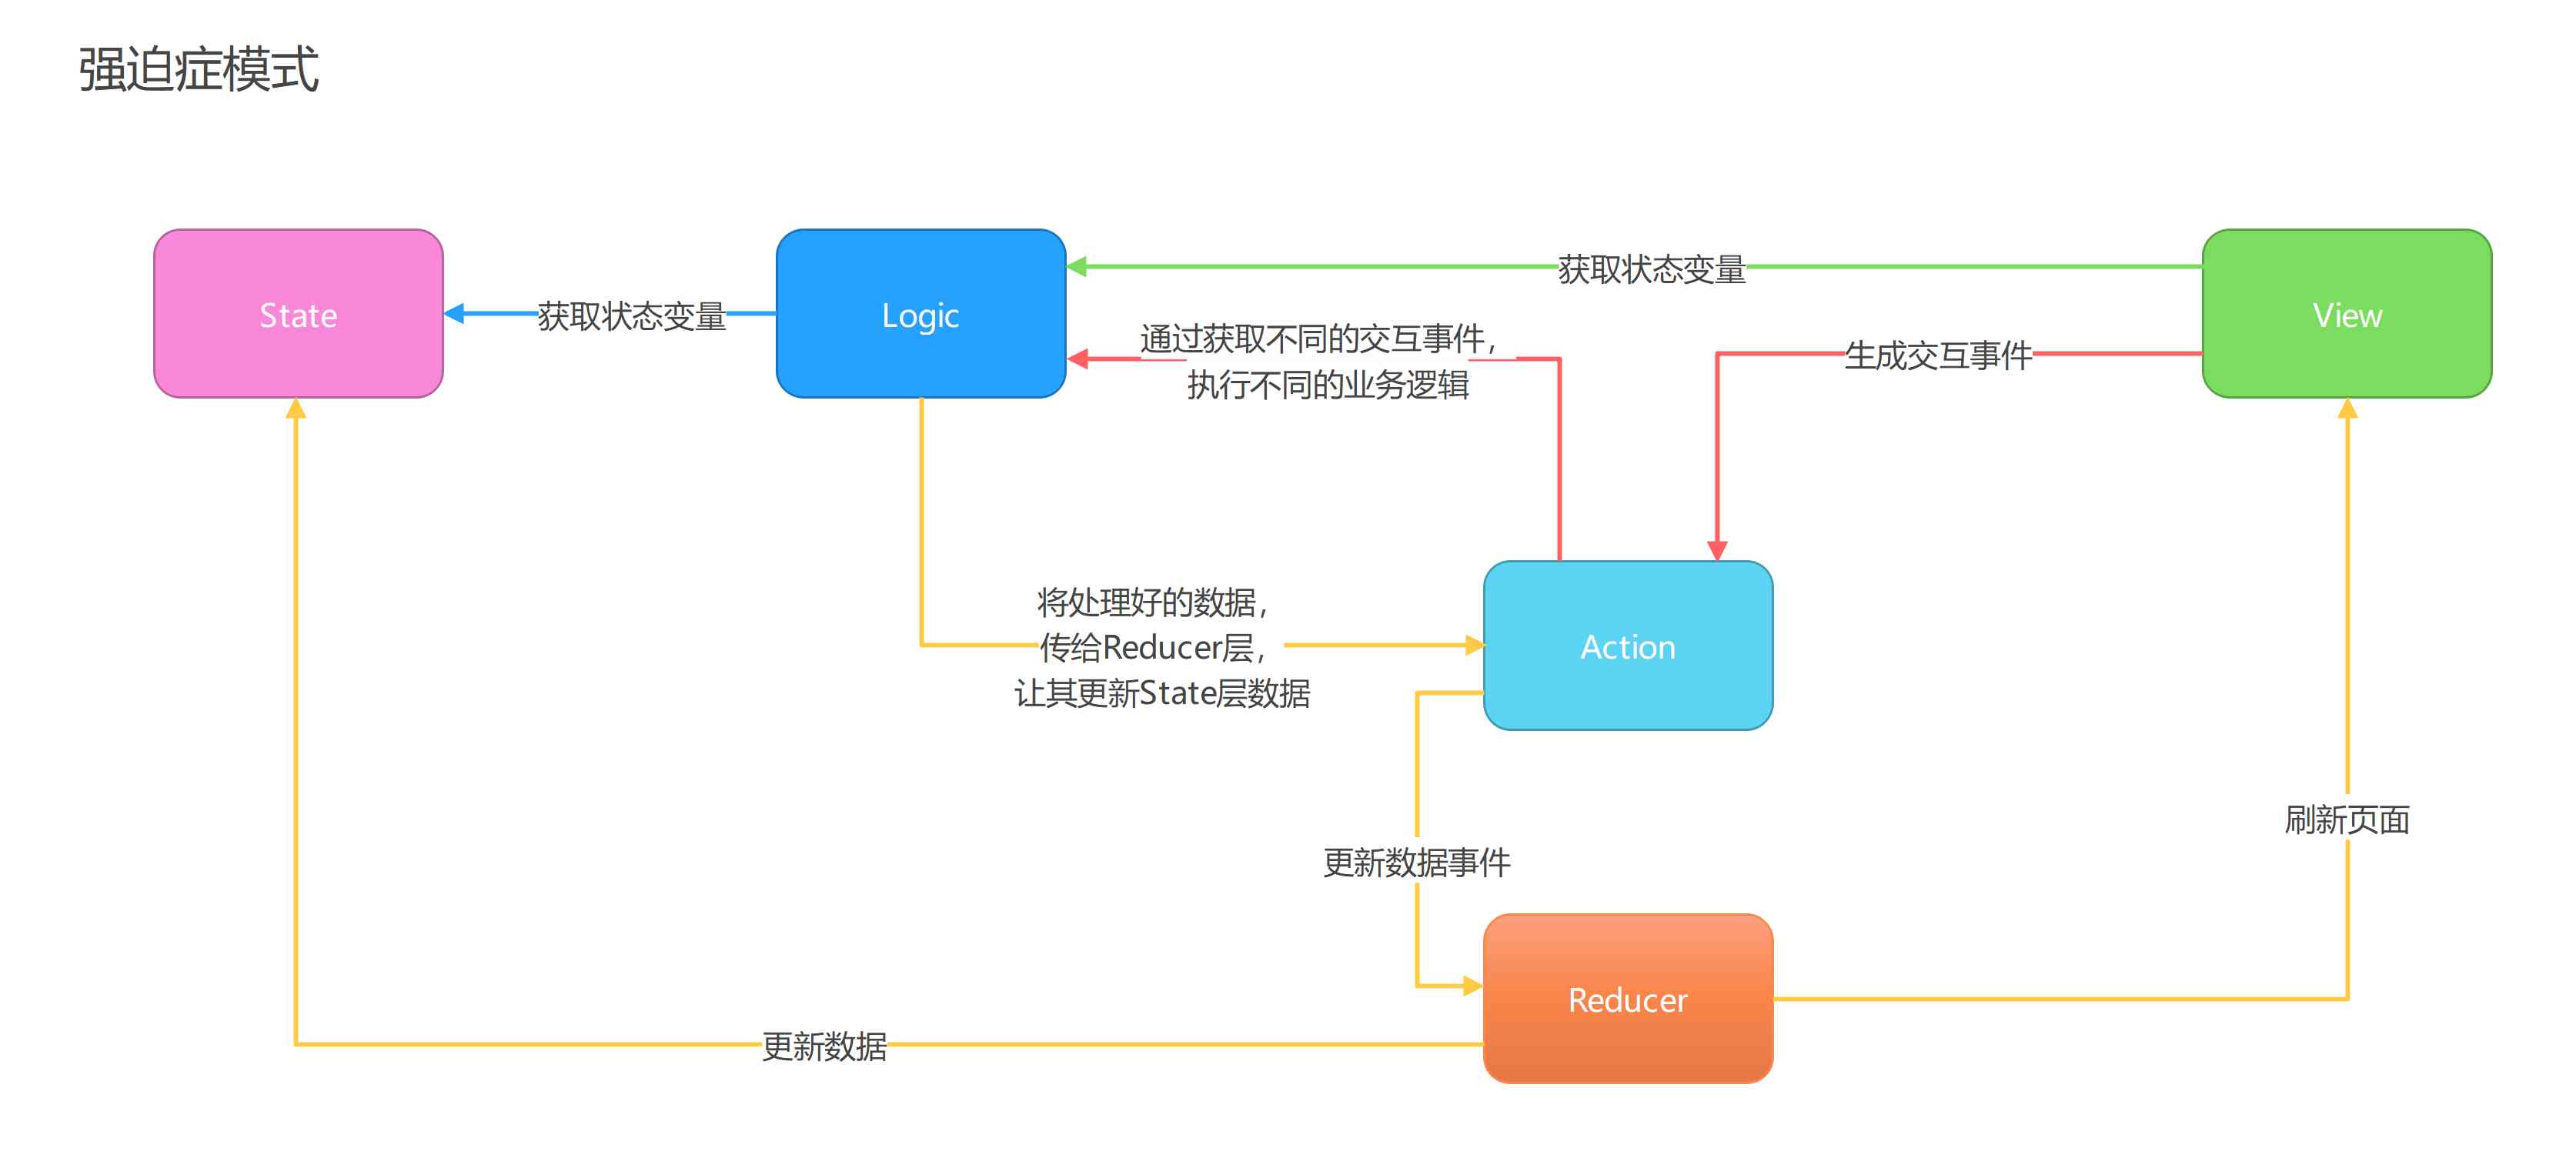 强迫症模式
获取状态变量
State
获取状态变量
Logic
View
通过获取不同的交互事件，
执行不同的业务逻辑
生成交互事件
将处理好的数据，
传给Reducer层，
让其更新State层数据
Action
刷新页面
更新数据事件
Reducer
更新数据